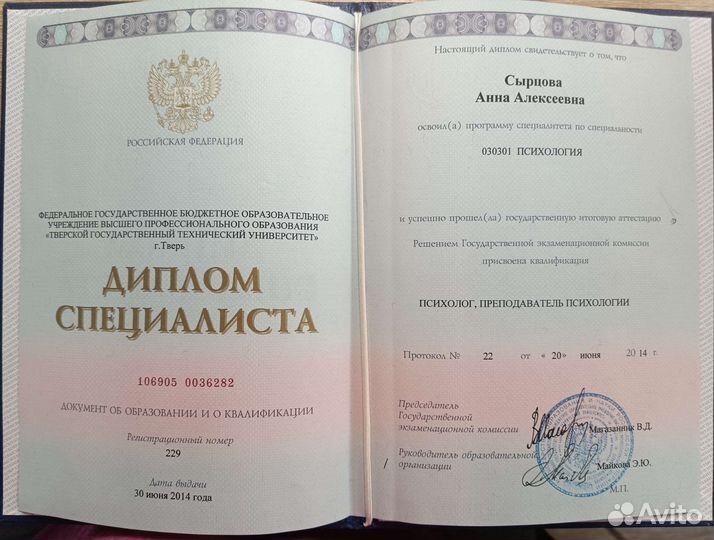 РОССИЙСКАЯ ФЕДЕРАЦИЯ
ФЕДЕРАЛЬНОЕ ГОСУДАРСТВЕННОЕ БЮДЖЕТНОЕ ОБРАЗОВАТЕЛЬНОЕ
УЧРЕЖДЕНИЕ ВЫСШЕГО ПРОФЕССИОНАЛЬНОГО ОБРАЗОВАНИЯ
«ТВЕРСКОЙ ГОСУДАРСТВЕННЫЙ ТЕХНИЧЕСКИЙ УНИВЕРСИТЕТ»
г.Тверь
ДИПЛОМ
СПЕЦИАЛИСТА
106905 0036282
ДОКУМЕНТ ОБ ОБРАЗОВАНИИ И О КВАЛИФИКАЦИИ
Регистрационный номер
229
Дата выдачи
30 июня 2014 года
Настоящий диплом свидетельствует о том, что
Сырцова
Анна Алексеевна
освоил(а) программу специалитета по специальности
030301 ПСИХОЛОГИЯ
и успешно прошел(ла) государственную итоговую аттестацию
Решением Государственной экзаменационной комиссии
присвоена квалификация
ПСИХОЛОГ, ПРЕПОДАВАТЕЛЬ ПСИХОЛОГИИ
Протокол № 22 от «20» июня 2014 г.
Председатель
Государственной
экзаменационной комиссии Магазанник В.Д.
Руководитель образовательной
/ организации Майкова Э.Ю.
М.П.
Avito